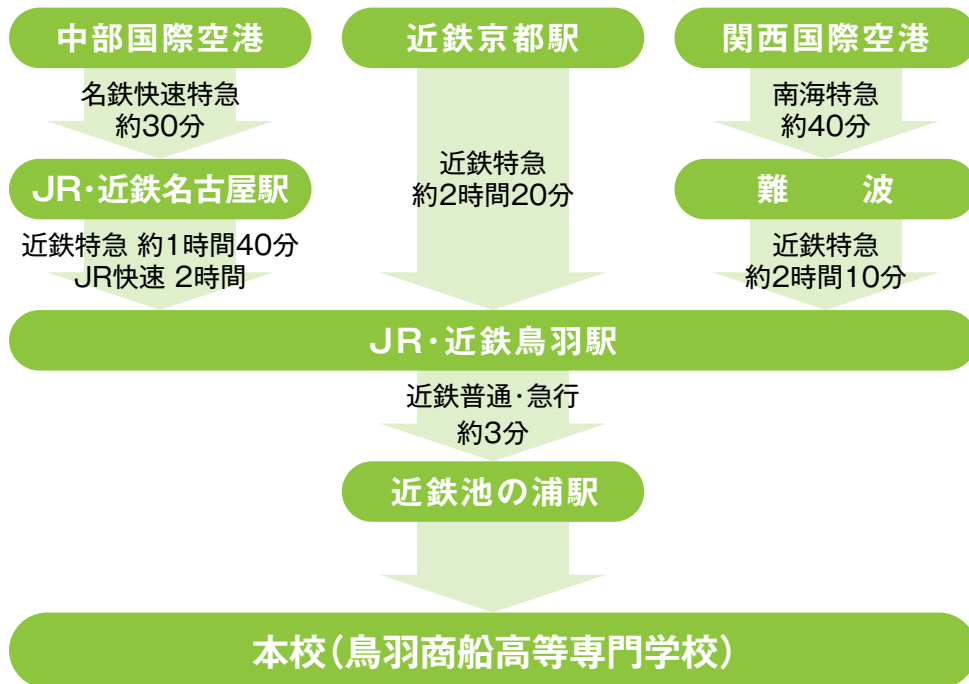 中部国際空港
近鉄京都駅
関西国際空港
名鉄快速特急
約30分
近鉄特急
約2時間20分
南海特急
約40分
JR・近鉄名古屋駅
難 波
近鉄特急 約1時間40分
JR快速 2時間
近鉄特急
約2時間10分
JR・近鉄鳥羽駅
近鉄普通・急行
約3分
近鉄池の浦駅
本校(鳥羽商船高等専門学校)